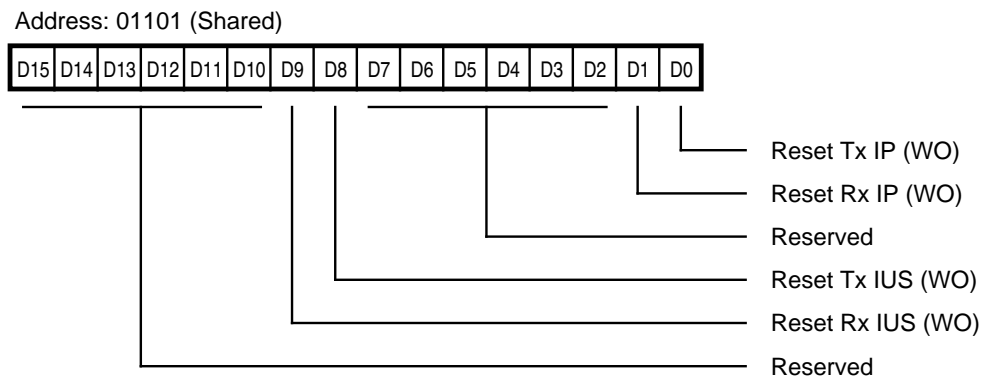 Address: 01101 (Shared)
D15 D14 D13 D12 D11 D10 D9 D8 D7 D6 D5 D4 D3 D2 D1 D0
Reset Tx IP (WO)
Reset Rx IP (WO)
Reserved
Reset Tx IUS (WO)
Reset Rx IUS (WO)
Reserved